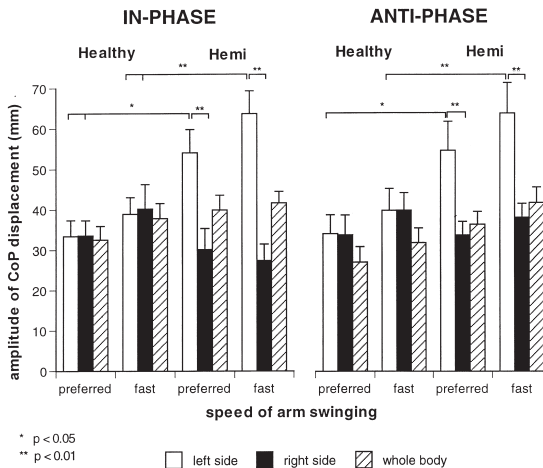 IN-PHASE ANTI-PHASE
Healthy Hemi Healthy Hemi
** ** ** **
* ** * **
amplitude of CoP displacement (mm)
70
60
50
40
30
20
10
0
preferred fast preferred fast preferred fast preferred fast
speed of arm swinging
* p < 0.05
** p < 0.01
left side right side whole body